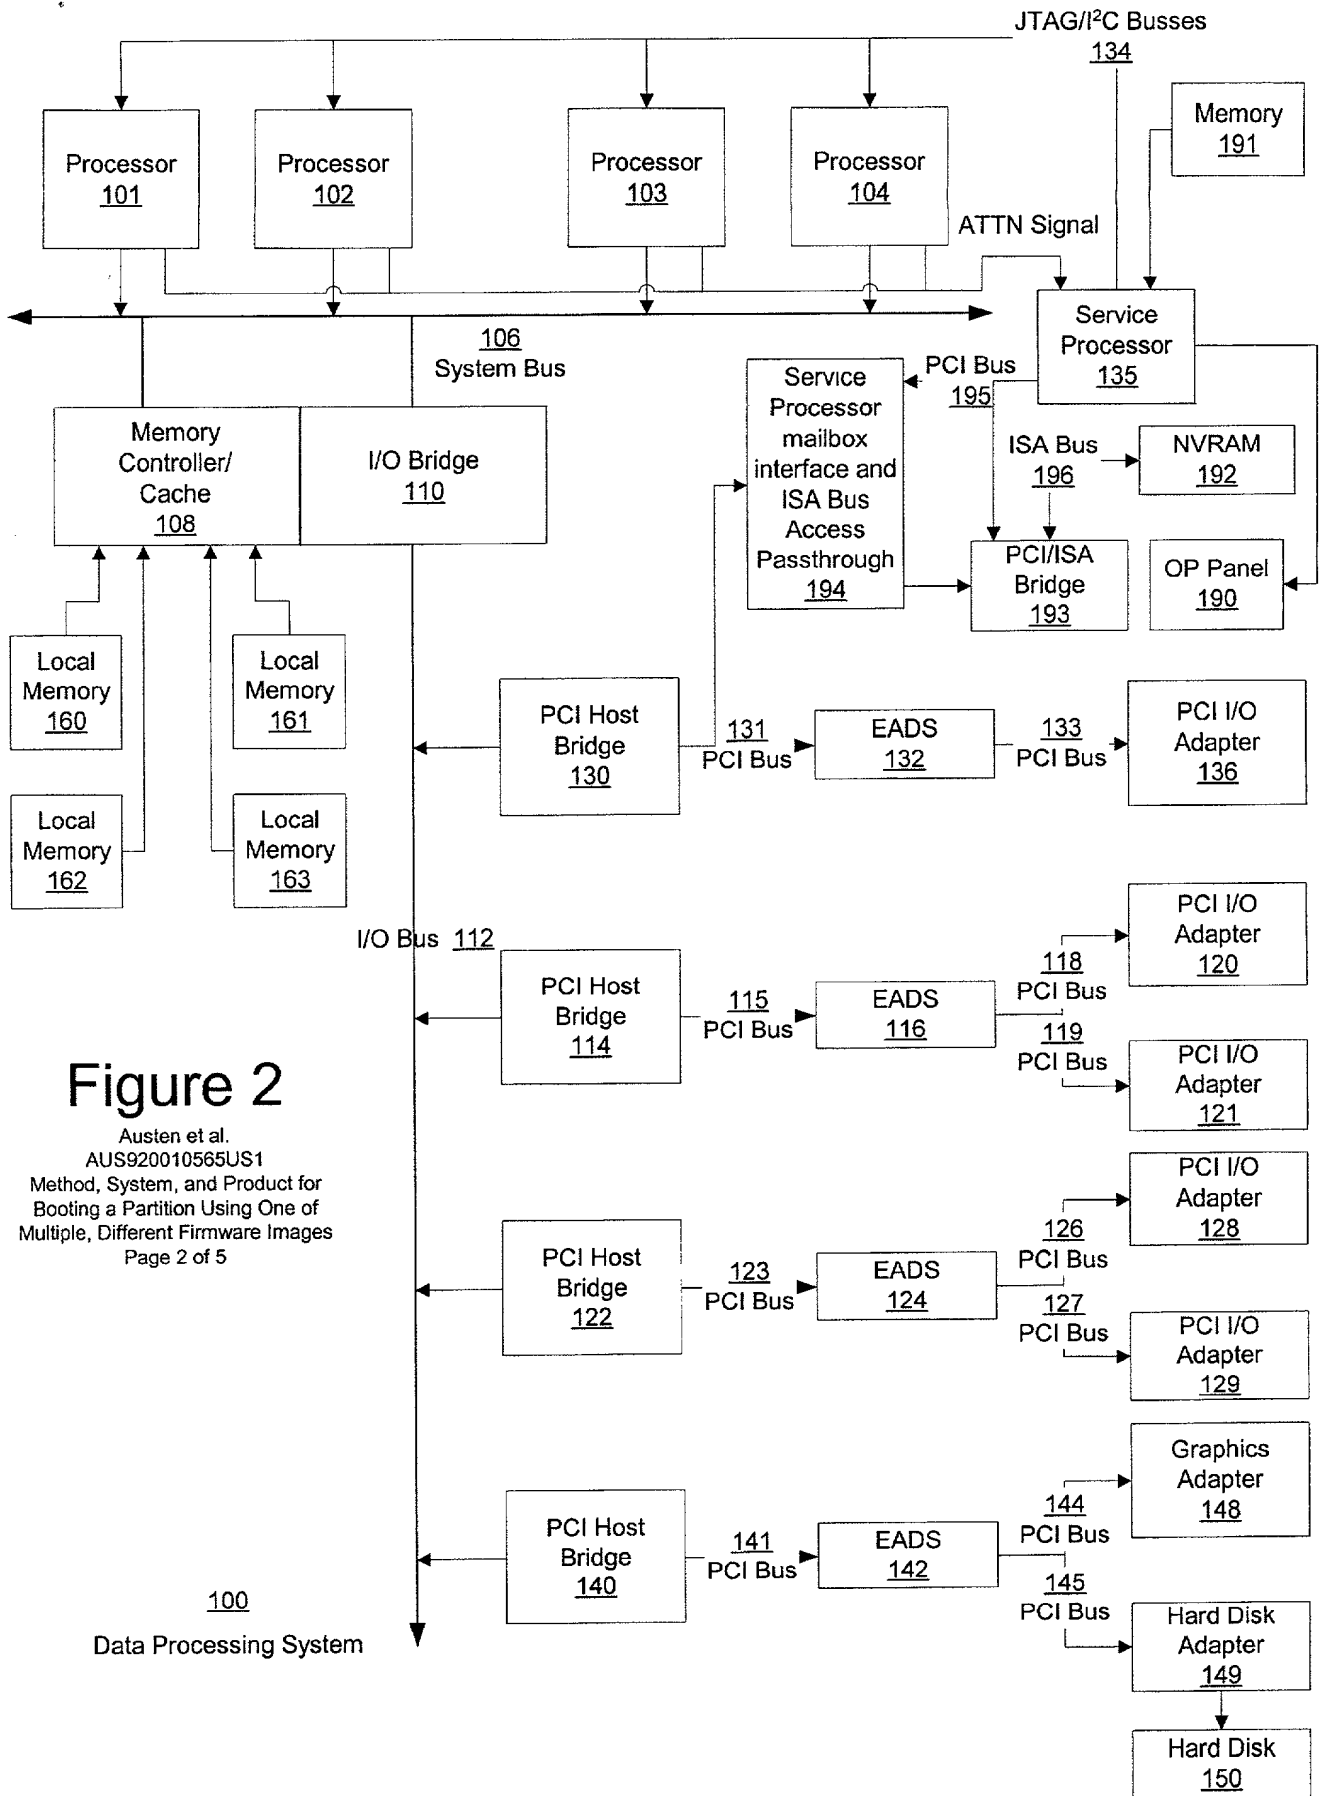 JTAG/I²C Busses
134
Memory
191
Processor
101
Processor
102
Processor
103
Processor
104
ATTN Signal
106
System Bus
Service
Processor
135
PCI Bus
195
Service
Processor
mailbox
interface and
ISA Bus
Access
Passthrough
194
ISA Bus
196
NVRAM
192
Memory
Controller/
Cache
108
I/O Bridge
110
PCI/ISA
Bridge
193
OP Panel
190
Local
Memory
160
Local
Memory
161
Local
Memory
162
Local
Memory
163
PCI Host
Bridge
130
131
PCI Bus
EADS
132
133
PCI Bus
PCI I/O
Adapter
136
I/O Bus 112
PCI Host
Bridge
114
115
PCI Bus
EADS
116
118
PCI Bus
119
PCI Bus
PCI I/O
Adapter
120
PCI I/O
Adapter
121
Figure 2
Austen et al.
AUS920010565US1
Method, System, and Product for
Booting a Partition Using One of
Multiple, Different Firmware Images
Page 2 of 5
PCI Host
Bridge
122
123
PCI Bus
EADS
124
126
PCI Bus
127
PCI Bus
PCI I/O
Adapter
128
PCI I/O
Adapter
129
PCI Host
Bridge
140
141
PCI Bus
EADS
142
144
PCI Bus
145
PCI Bus
Graphics
Adapter
148
Hard Disk
Adapter
149
Hard Disk
150
100
Data Processing System